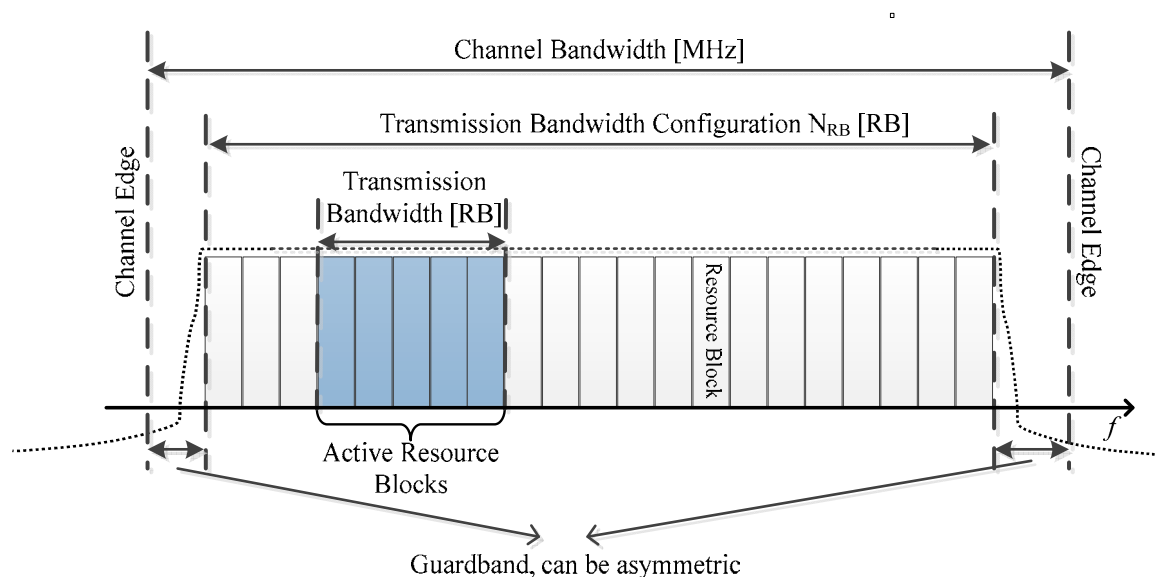 Channel Bandwidth [MHz]
Transmission Bandwidth Configuration NRB [RB]
Channel Edge
Channel Edge
Transmission
Bandwidth [RB]
Resource Block
f
Active Resource
Blocks
Guardband, can be asymmetric